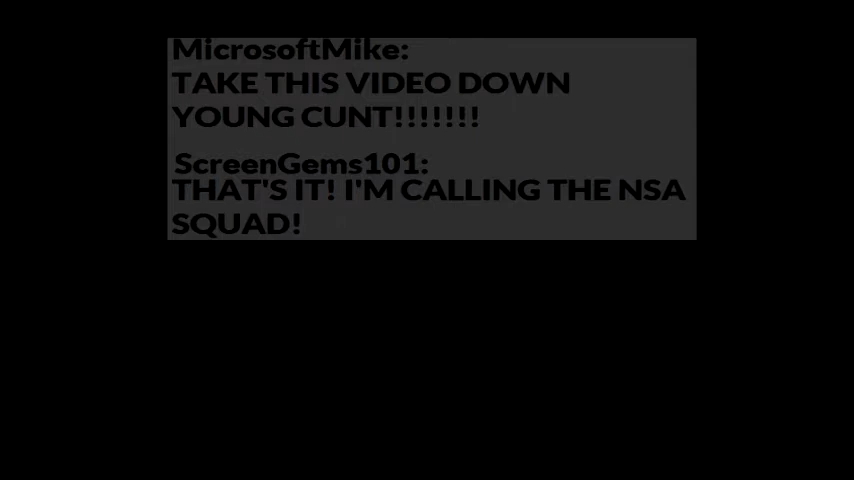 MicrosoftMike:
TAKE THIS VIDEO DOWN
YOUNG CUNT!!!!!!!
ScreenGems101:
THAT'S IT! I'M CALLING THE NSA
SQUAD!